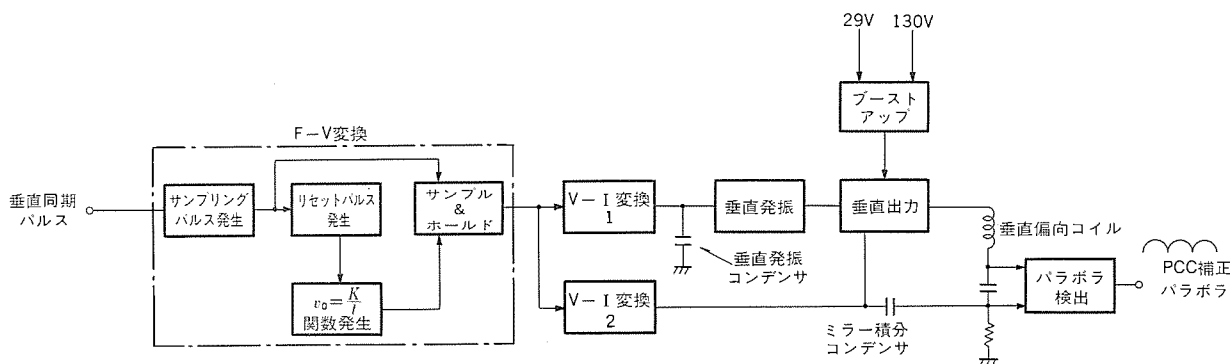 29V 130V
ブースト
アップ
F－V変換
垂直同期
パルス
サンプリング
パルス発生
リセットパルス
発生
サンプル
&
ホールド
v₀=K/t
関数発生
V－I変換
1
垂直発振
垂直出力
垂直発振
コンデンサ
垂直偏向コイル
V－I変換
2
ミラー積分
コンデンサ
パラボラ
検出
PCC補正
パラボラ